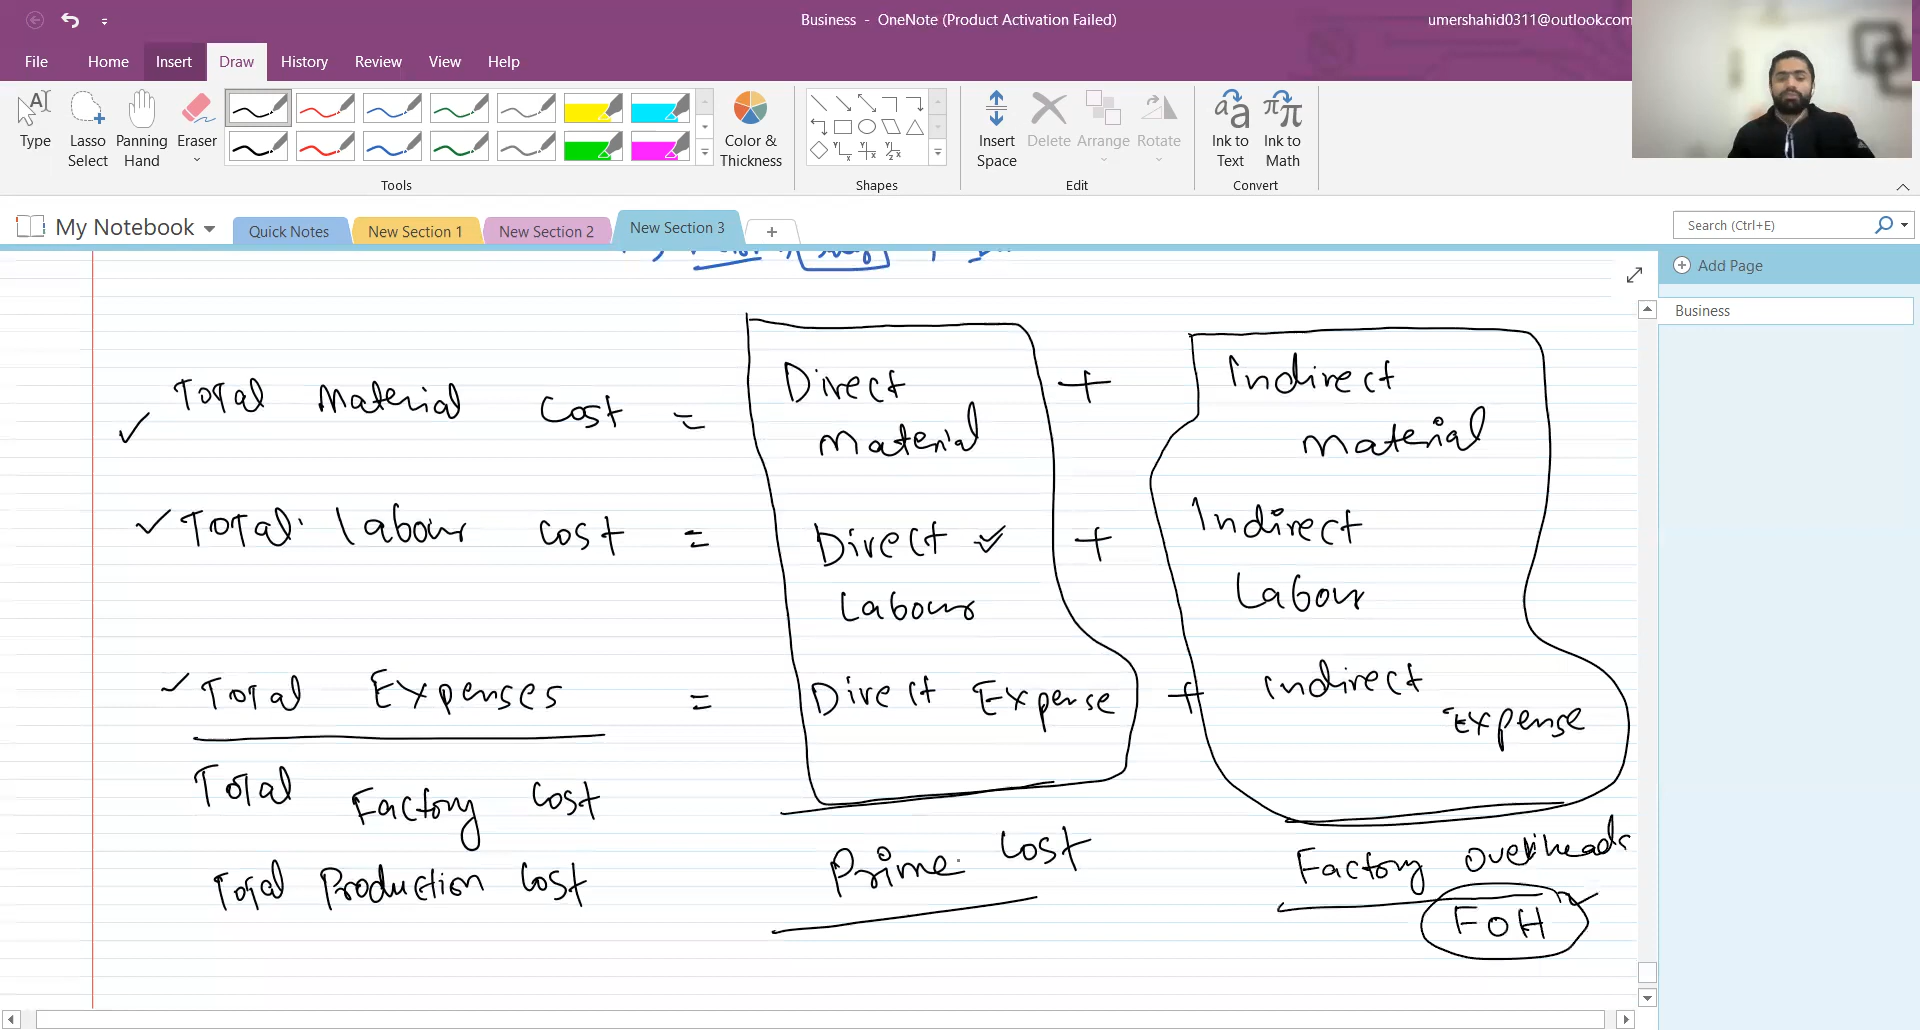 Business - OneNote (Product Activation Failed)
umershahid0311@outlook.com
File Home Insert Draw History Review View Help
Type
Lasso Select
Panning Hand
Eraser
Color & Thickness
Insert Space
Delete
Arrange
Rotate
Ink to Text
Ink to Math
Tools
Shapes
Edit
Convert
My Notebook
Quick Notes
New Section 1
New Section 2
New Section 3
Search (Ctrl+E)
Add Page
Business
Total Material Cost = Direct Material + Indirect Material
Total Labour Cost = Direct Labour + Indirect Labour
Total Expenses = Direct Expense + Indirect Expense
Total Factory Cost
Total Production Cost
Prime Cost
Factory Overheads
FOH